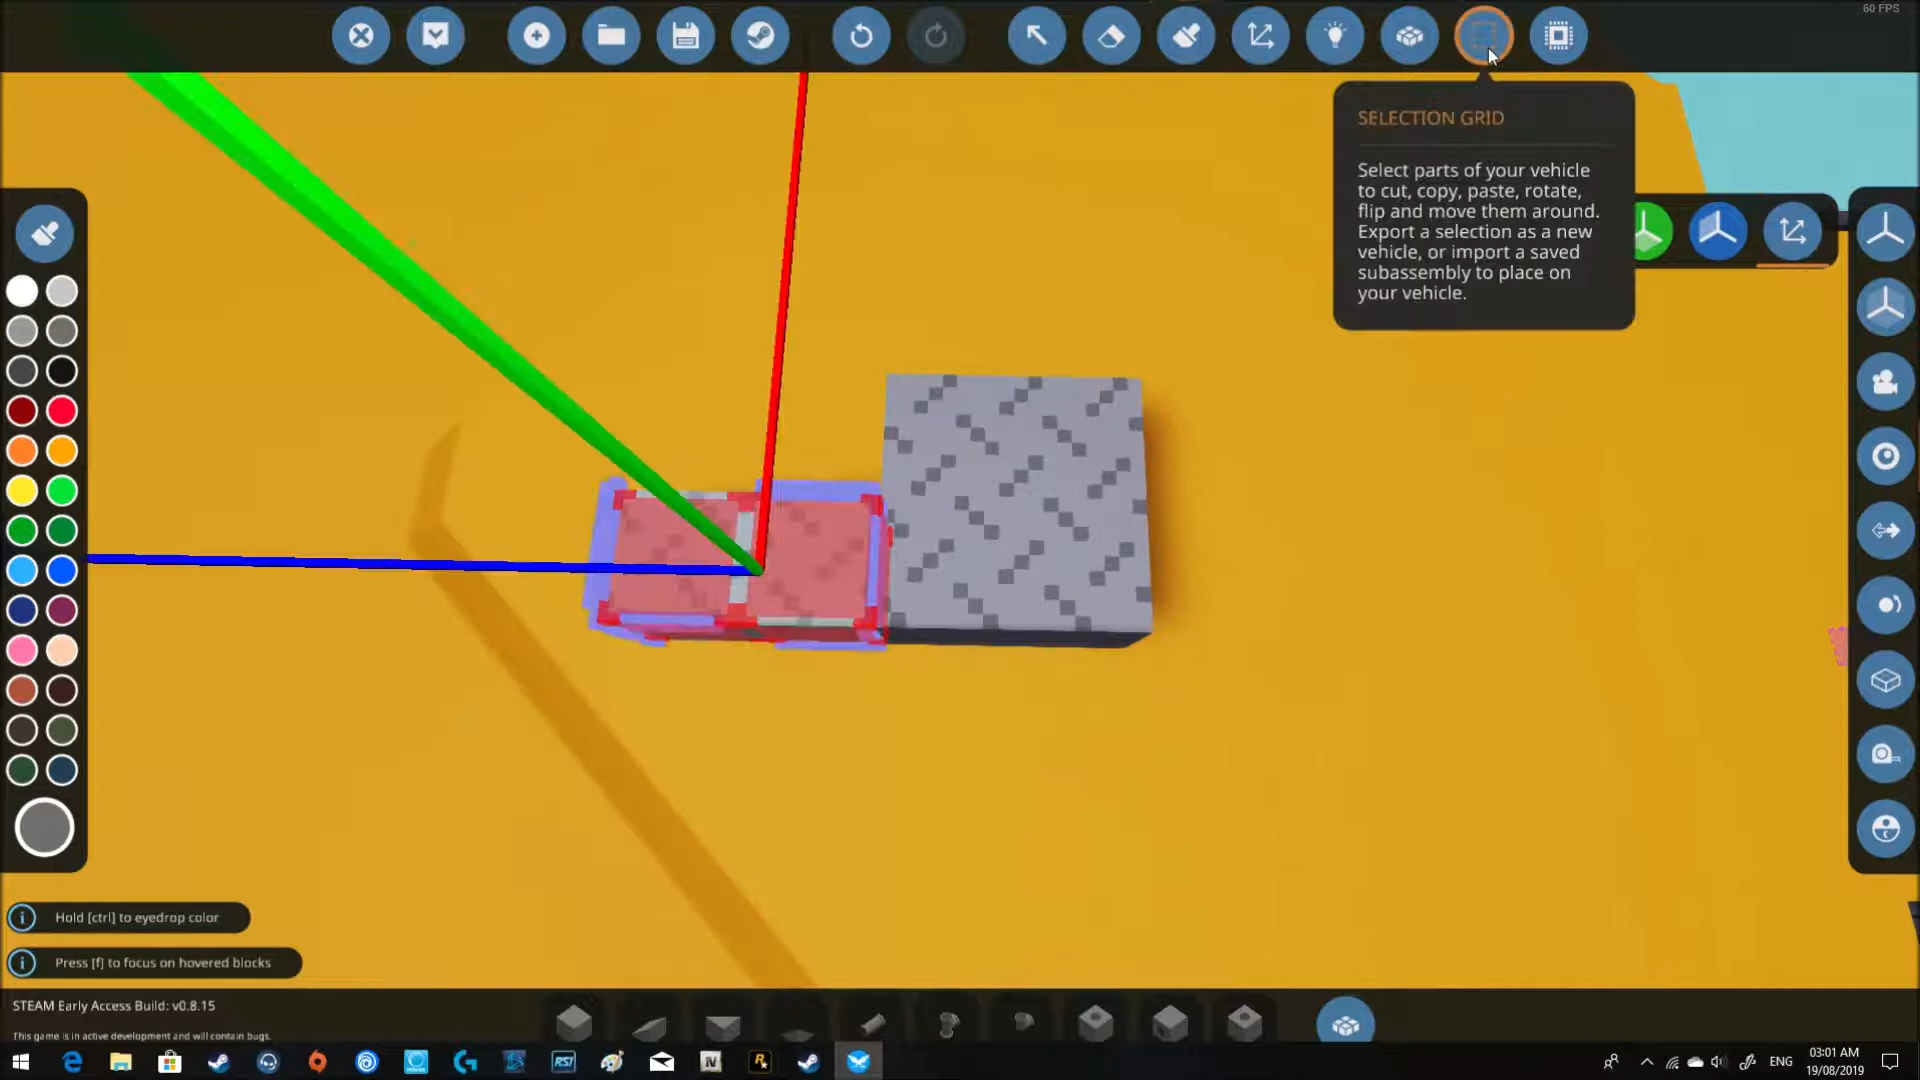 60 FPS
SELECTION GRID
Select parts of your vehicle
to cut, copy, paste, rotate,
flip and move them around.
Export a selection as a new
vehicle, or import a saved
subassembly to place on
your vehicle.
Hold [ctrl] to eyedrop color
Press [f] to focus on hovered blocks
STEAM Early Access Build: v0.8.15
This game is in active development and will contain bugs.
RSI
IV
R
ENG
03:01 AM
19/08/2019